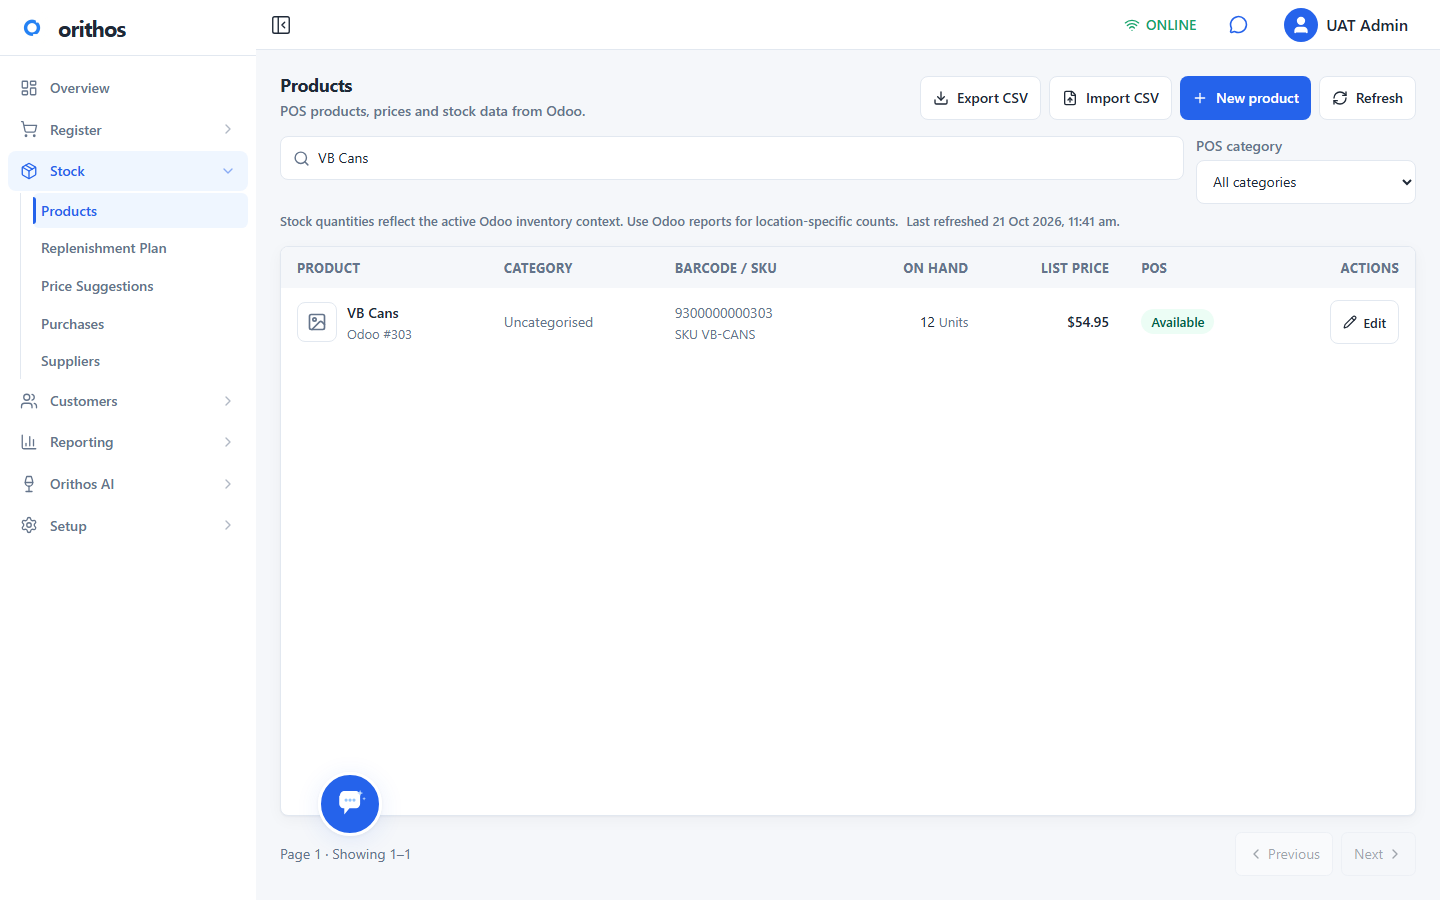 orithos
ONLINE
UAT Admin
Overview
Register
Stock
Products
Replenishment Plan
Price Suggestions
Purchases
Suppliers
Customers
Reporting
Orithos AI
Setup
Products
POS products, prices and stock data from Odoo.
Export CSV
Import CSV
New product
Refresh
VB Cans
POS category
All categories
Stock quantities reflect the active Odoo inventory context. Use Odoo reports for location-specific counts. Last refreshed 21 Oct 2026, 11:41 am.
PRODUCT CATEGORY BARCODE / SKU ON HAND LIST PRICE POS ACTIONS
VB Cans
Odoo #303
Uncategorised
9300000000303
SKU VB-CANS
12 Units
$54.95
Available
Edit
Page 1 · Showing 1–1
Previous
Next